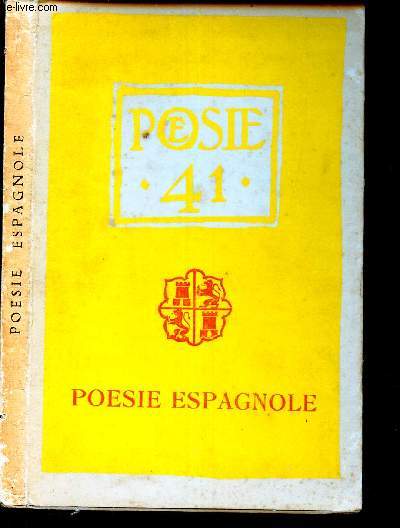 e-livre.com
POESIE ESPAGNOLE
POESIE
· 41 ·
POESIE ESPAGNOLE